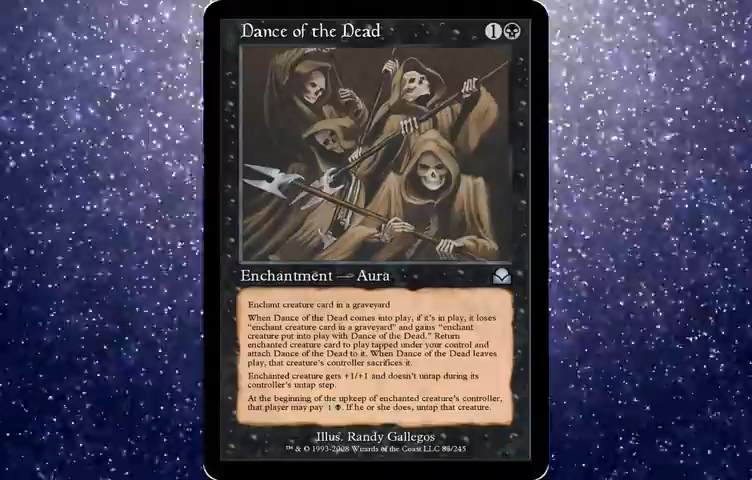 Dance of the Dead 1
Enchantment — Aura
Enchant creature card in a graveyard
When Dance of the Dead comes into play, if it's in play, it loses
"enchant creature card in a graveyard" and gains "enchant
creature put into play with Dance of the Dead." Return
enchanted creature card to play tapped under your control and
attach Dance of the Dead to it. When Dance of the Dead leaves
play, that creature's controller sacrifices it.
Enchanted creature gets +1/+1 and doesn't untap during its
controller's untap step.
At the beginning of the upkeep of enchanted creature's controller,
that player may pay 1 . If he or she does, untap that creature.
Illus. Randy Gallegos
™ & © 1993-2008 Wizards of the Coast LLC 86/245